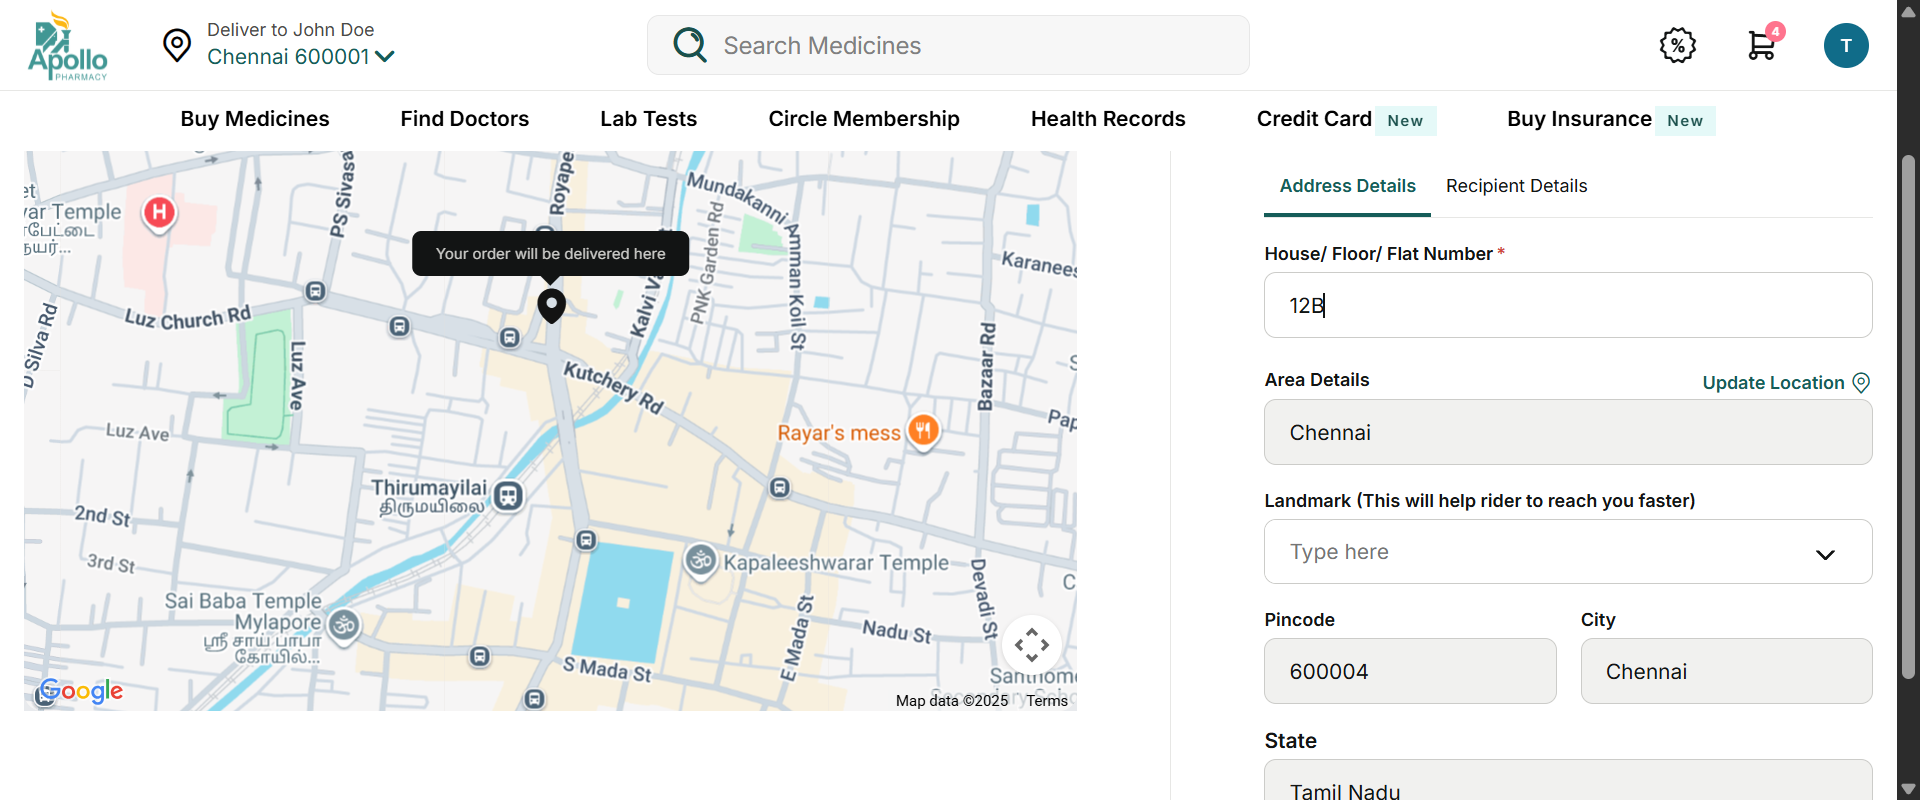 Apollo
PHARMACY
Deliver to John Doe
Chennai 600001
Search Medicines
%
4
T
Buy Medicines
Find Doctors
Lab Tests
Circle Membership
Health Records
Credit Card New
Buy Insurance New
Address Details
Recipient Details
House/ Floor/ Flat Number *
12B
Area Details
Update Location
Chennai
Landmark (This will help rider to reach you faster)
Type here
Pincode
600004
City
Chennai
State
Tamil Nadu
H
PS Sivasa
Royape
Mundakanni
Amman Koil St
PNK Garden Rd
Karanees
Your order will be delivered here
Kalvi Va
Luz Church Rd
D Silva Rd
Luz Ave
Luz Ave
Kutchery Rd
Bazaar Rd
Rayar's mess
Thirumayilai
திருமயிலை
2nd St
3rd St
Kapaleeshwarar Temple
Devadi St
Sai Baba Temple
Mylapore
ஸ்ரீ சாய் பாபா
கோயில்...
S Mada St
E Mada St
Nadu St
Google
Map data ©2025
Terms